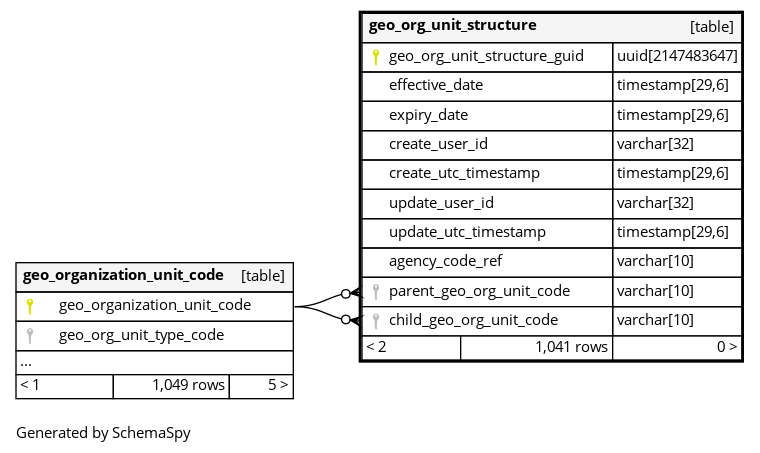 geo_org_unit_structure [table]
geo_org_unit_structure_guid uuid[2147483647]
effective_date timestamp[29,6]
expiry_date timestamp[29,6]
create_user_id varchar[32]
create_utc_timestamp timestamp[29,6]
update_user_id varchar[32]
update_utc_timestamp timestamp[29,6]
agency_code_ref varchar[10]
parent_geo_org_unit_code varchar[10]
child_geo_org_unit_code varchar[10]
< 2 1,041 rows 0 >
geo_organization_unit_code [table]
geo_organization_unit_code
geo_org_unit_type_code
...
< 1 1,049 rows 5 >
Generated by SchemaSpy